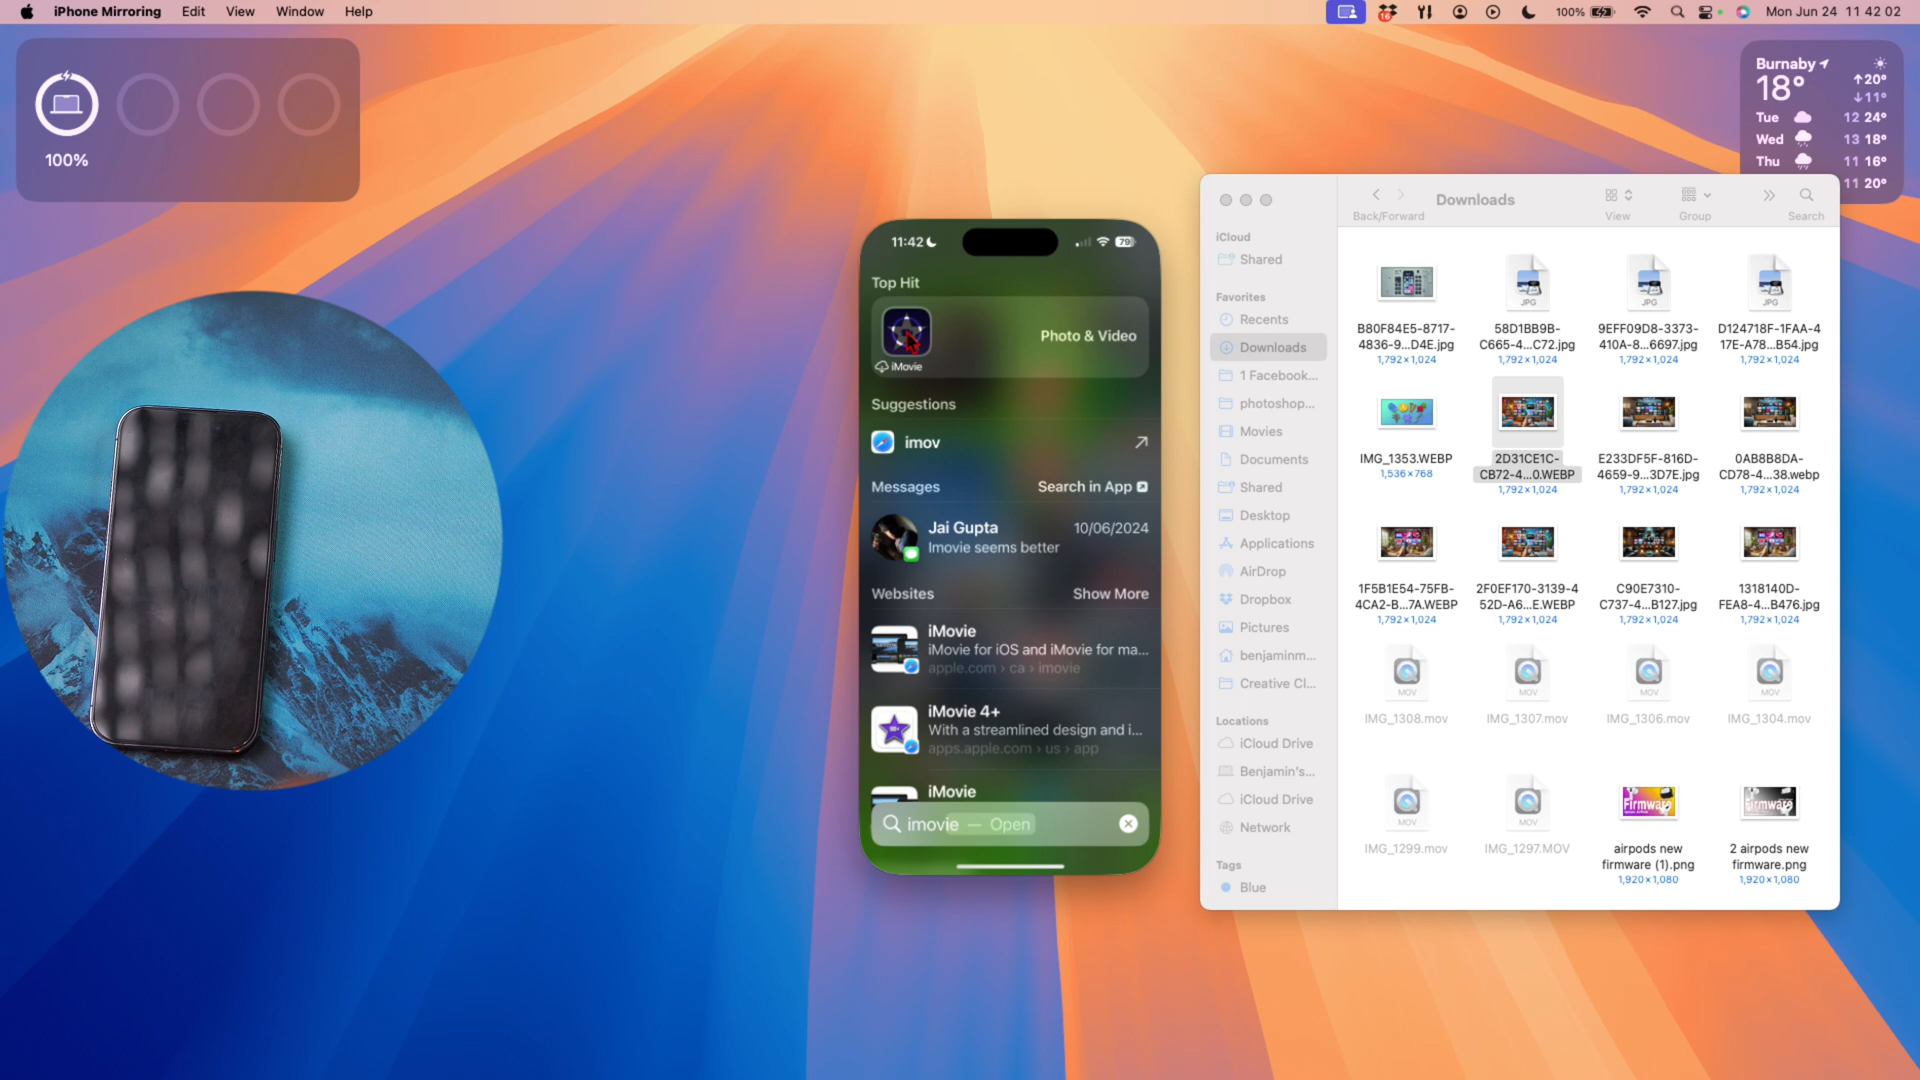 iPhone Mirroring Edit View Window Help
16
100%
Mon Jun 24 11 42 02
100%
Burnaby
18°
↑20°
↓11°
Tue 12 24°
Wed 13 18°
Thu 11 16°
11 20°
11:42
79
Top Hit
Photo & Video
iMovie
Suggestions
imov
Messages
Search in App
Jai Gupta
10/06/2024
Imovie seems better
Websites
Show More
iMovie
iMovie for iOS and iMovie for ma...
apple.com › ca › imovie
iMovie 4+
With a streamlined design and i...
apps.apple.com › us › app
iMovie
imovie — Open
Back/Forward
Downloads
View
Group
Search
iCloud
Shared
Favorites
Recents
Downloads
1 Facebook...
photoshop...
Movies
Documents
Shared
Desktop
Applications
AirDrop
Dropbox
Pictures
benjaminm...
Creative Cl...
Locations
iCloud Drive
Benjamin's...
iCloud Drive
Network
Tags
Blue
JPG
JPG
JPG
B80F84E5-8717-
4836-9...D4E.jpg
1,792×1,024
58D1BB9B-
C665-4...C72.jpg
1,792×1,024
9EFF09D8-3373-
410A-8...6697.jpg
1,792×1,024
D124718F-1FAA-4
17E-A78...B54.jpg
1,792×1,024
IMG_1353.WEBP
1,536×768
2D31CE1C-
CB72-4...0.WEBP
1,792×1,024
E233DF5F-816D-
4659-9...3D7E.jpg
1,792×1,024
0AB8B8DA-
CD78-4...38.webp
1,792×1,024
1F5B1E54-75FB-
4CA2-B...7A.WEBP
1,792×1,024
2F0EF170-3139-4
52D-A6...E.WEBP
1,792×1,024
C90E7310-
C737-4...B127.jpg
1,792×1,024
1318140D-
FEA8-4...B476.jpg
1,792×1,024
MOV
MOV
MOV
MOV
IMG_1308.mov
IMG_1307.mov
IMG_1306.mov
IMG_1304.mov
MOV
MOV
Firmware
Firmware
IMG_1299.mov
IMG_1297.MOV
airpods new
firmware (1).png
1,920×1,080
2 airpods new
firmware.png
1,920×1,080